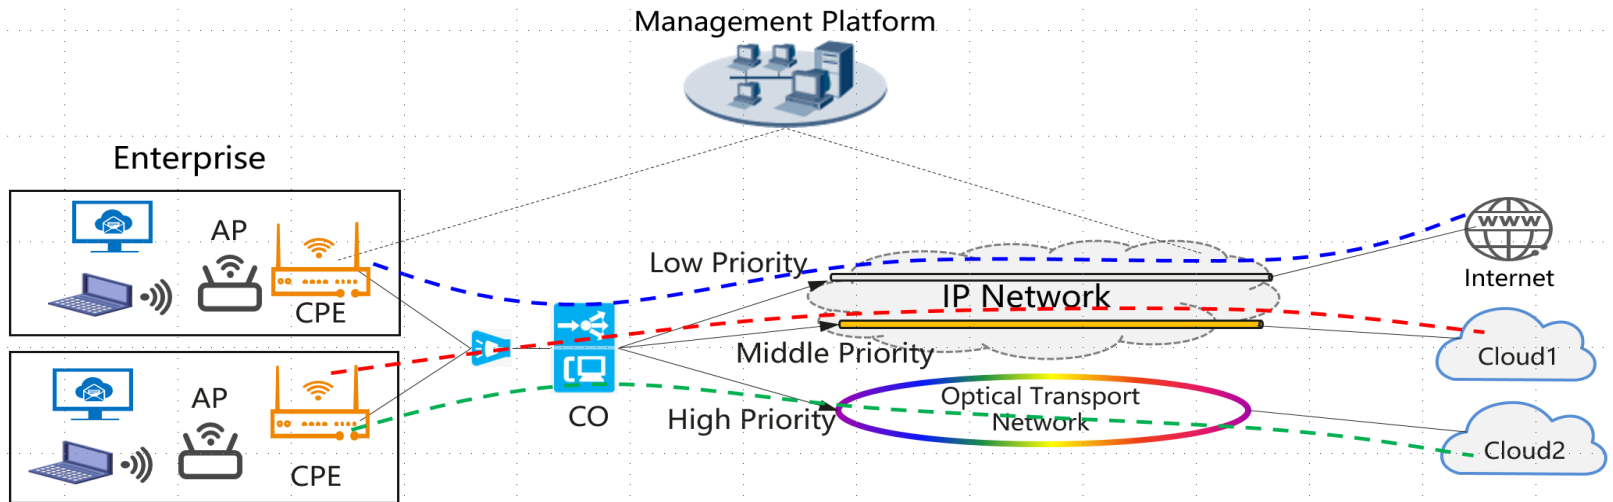 Management Platform
Enterprise
AP
CPE
AP
CPE
CO
Low Priority
IP Network
Middle Priority
High Priority
Optical Transport
Network
WWW
Internet
Cloud1
Cloud2